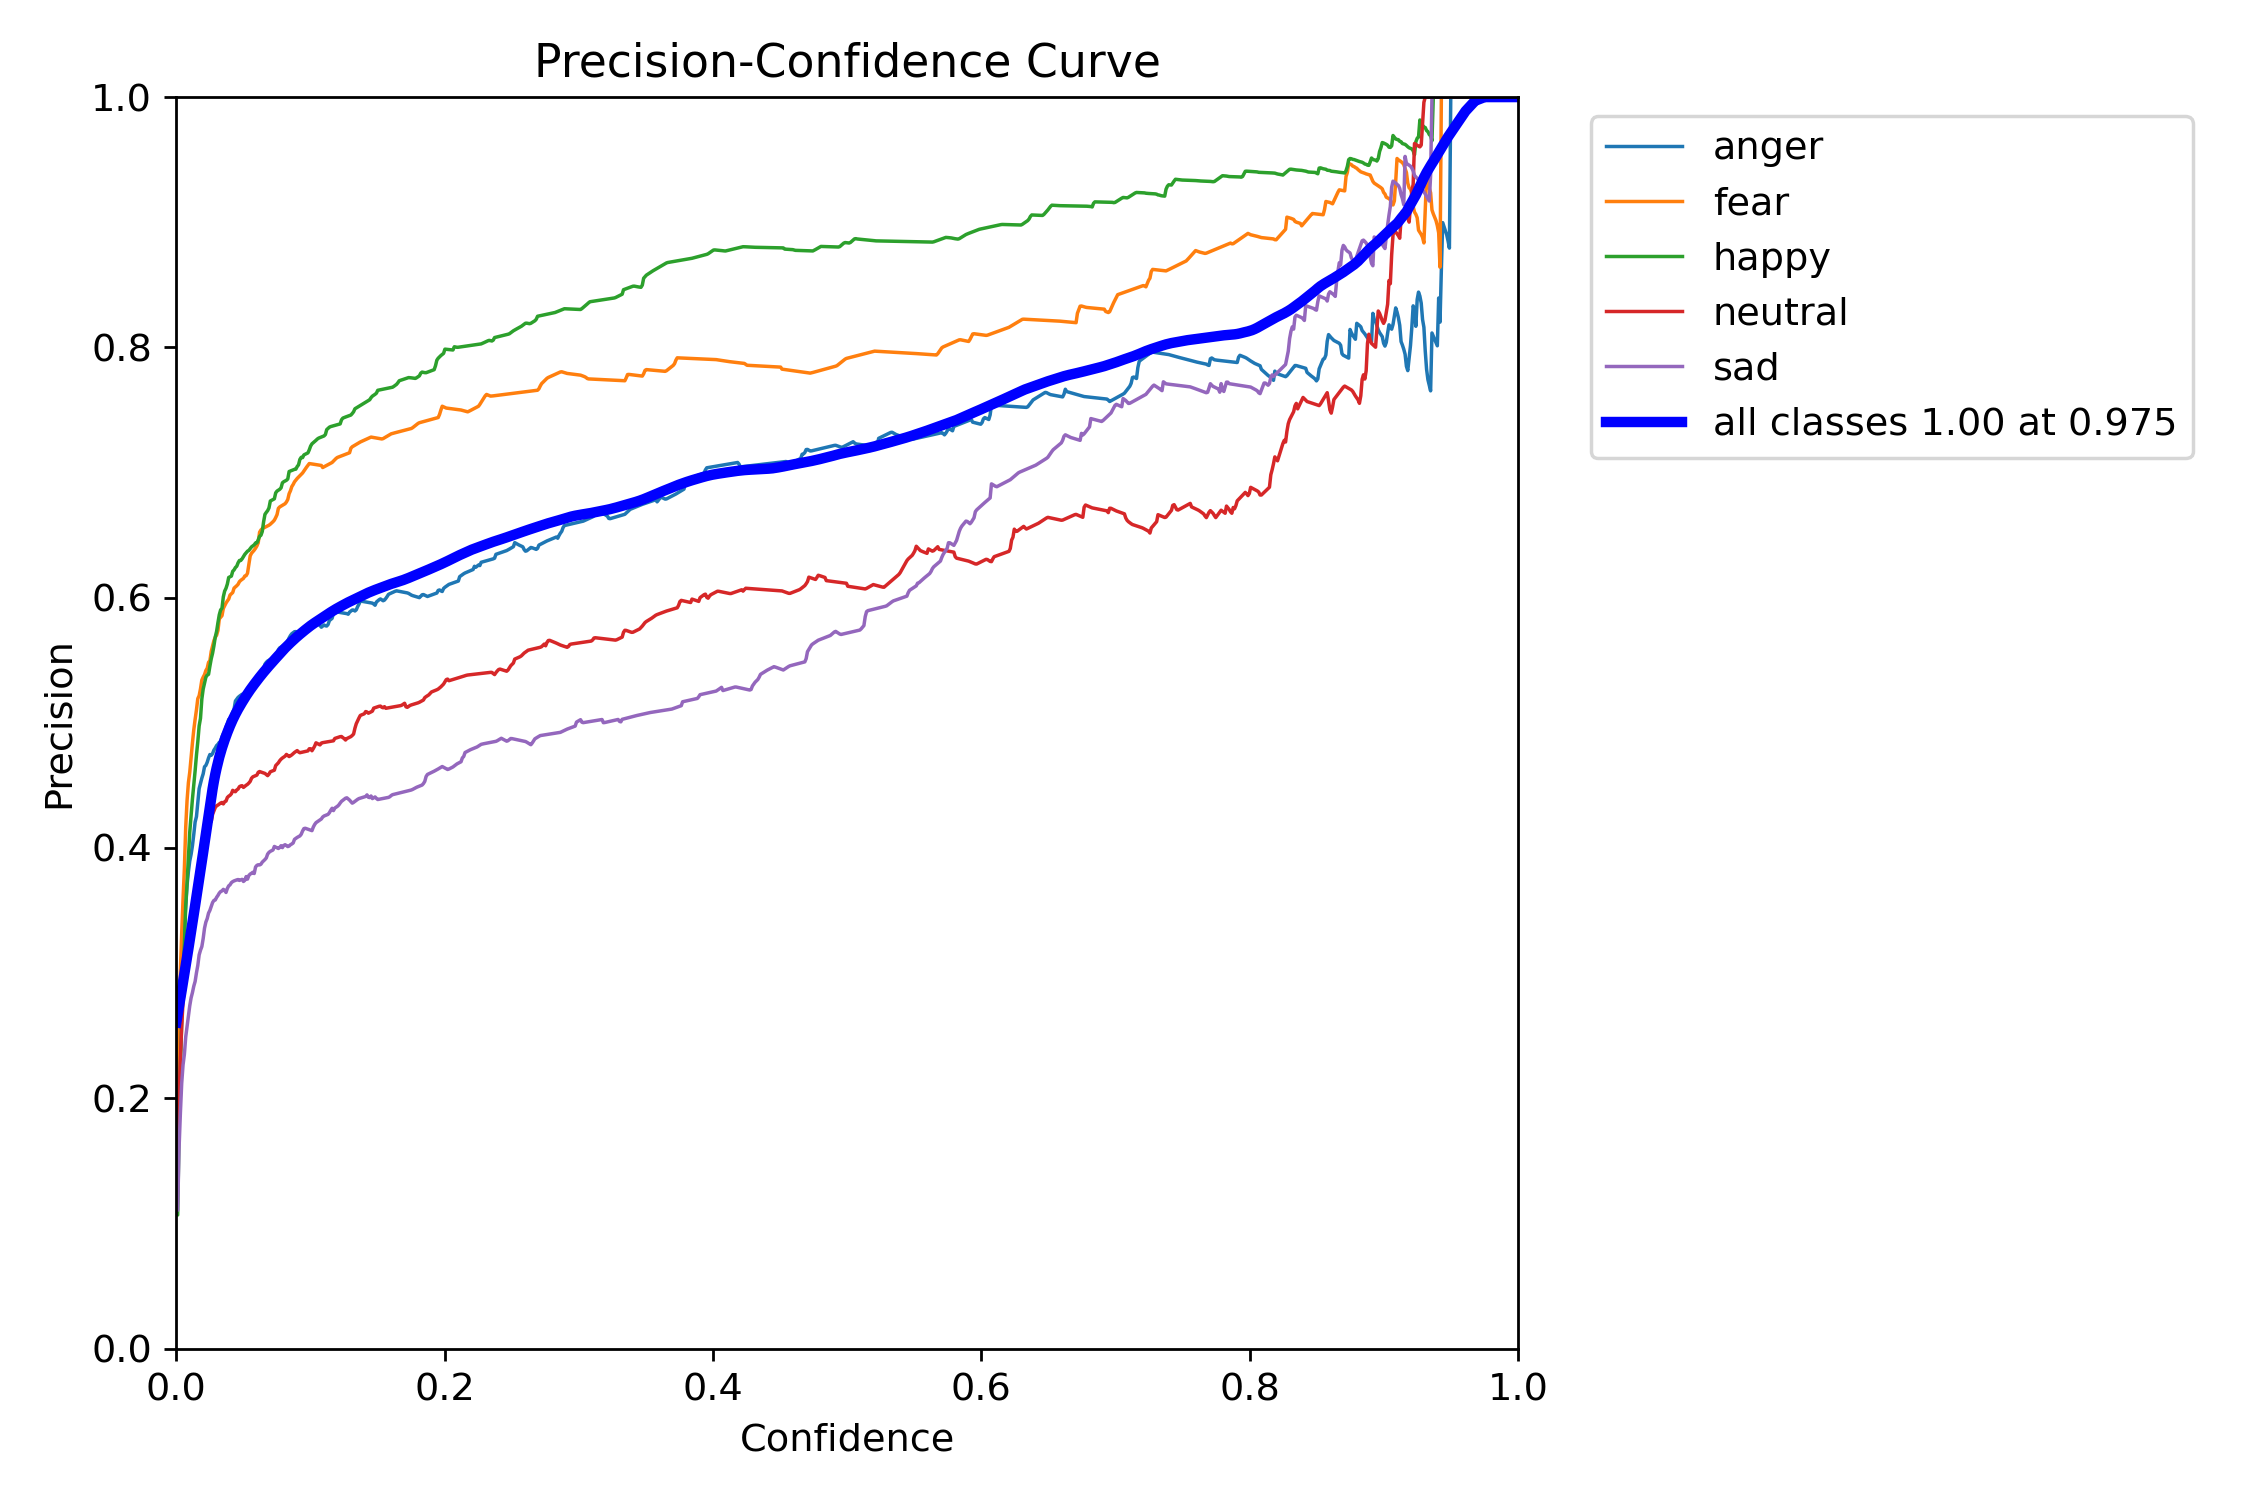 Precision-Confidence Curve
1.0
0.8
0.6
0.4
0.2
0.0
Precision
0.0 0.2 0.4 0.6 0.8 1.0
Confidence
anger
fear
happy
neutral
sad
all classes 1.00 at 0.975